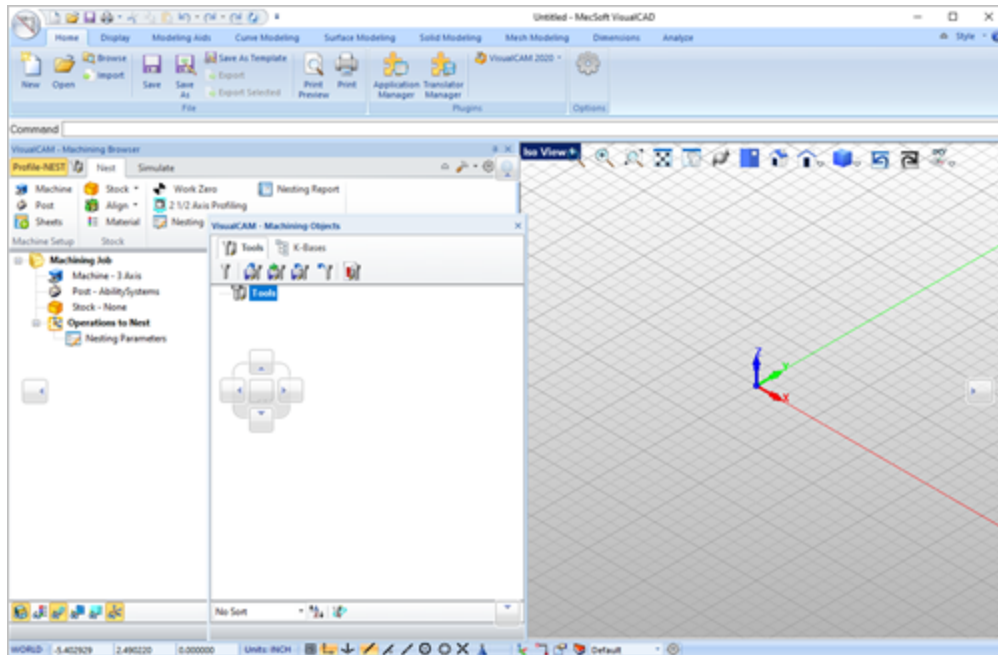 Untitled - MecSoft VisualCAD
Home Display Modeling Aids Curve Modeling Surface Modeling Solid Modeling Mesh Modeling Dimensions Analyze Style
New Open Browse Import Save Save As Save As Template Export Export Selected Print Preview Print Application Manager Translator Manager VisualCAM 2020
File Plugins Options
Command
VisualCAM - Machining Browser
Iso View
Profile-NEST Nest Simulate
Machine Stock Work Zero Nesting Report
Post Align 2 1/2 Axis Profiling
Sheets Material Nesting
Machine Setup Stock
VisualCAM - Machining Objects
Tools K-Bases
Tools
Machining Job
Machine - 3 Axis
Post - AbilitySystems
Stock - None
Operations to Nest
Nesting Parameters
Z
Y
X
No Sort
WORLD -5.402929 2.490220 0.000000 Units: INCH Default